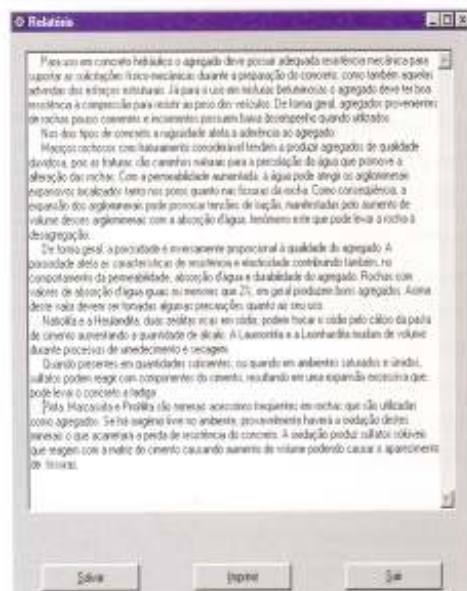 Relatório
Para uso em concreto hidráulico o agregado deve possuir adequada resistência mecânica para
suportar as solicitações físico-mecânicas durante a preparação do concreto, como também aquelas
advindas dos esforços estruturais. Já para o uso em misturas betuminosas o agregado deve ter boa
resistência à compressão para resistir ao peso dos veículos. De forma geral, agregados provenientes
de rochas pouco coerentes e incoerentes possuem baixo desempenho quando utilizados.
Nos dois tipos de concreto a rugosidade afeta a aderência ao agregado.
Maciços rochosos com fraturamento considerável tendem a produzir agregados de qualidade
duvidosa, pois as fraturas são caminhos naturais para a percolação da água que promove a
alteração das rochas. Com a permeabilidade aumentada, a água pode atingir os argilominerais
expansivos localizados tanto nos poros quanto nas fissuras da rocha. Como conseqüência, a
expansão dos argilominerais pode provocar tensões de tração, manifestadas pelo aumento de
volume desses argilominerais com a absorção d'água, fenômeno este que pode levar a rocha à
desagregação.
De forma geral, a porosidade é inversamente proporcional à qualidade do agregado. A
porosidade afeta as características de resistência e elasticidade contribuindo também, no
comportamento da permeabilidade, absorção d'água e durabilidade do agregado. Rochas com
valores de absorção d'água iguais ou menores que 2%, em geral produzem bons agregados. Acima
deste valor devem ser tomadas algumas precauções quanto ao seu uso.
Natrolita e a Heulandita, duas zeólitas ricas em sódio, podem trocar o sódio pelo cálcio da pasta
de cimento aumentando a quantidade de álcalis. A Laumontita e a Leonhardita mudam de volume
durante processos de umedecimento e secagem.
Quando presentes em quantidades suficientes, ou quando em ambientes saturados e úmidos,
sulfatos podem reagir com componentes do cimento, resultando em uma expansão excessiva que
pode levar o concreto a fadiga.
Pirita, Marcassita e Pirrotita são minerais acessórios freqüentes em rochas que são utilizadas
como agregados. Se há oxigênio livre no ambiente, provavelmente haverá a oxidação destes
minerais o que acarretará a perda de resistência do concreto. A oxidação produz sulfatos solúveis
que reagem com a matriz do cimento causando aumento de volume podendo causar o aparecimento
de fissuras.
Salvar
Imprimir
Sair